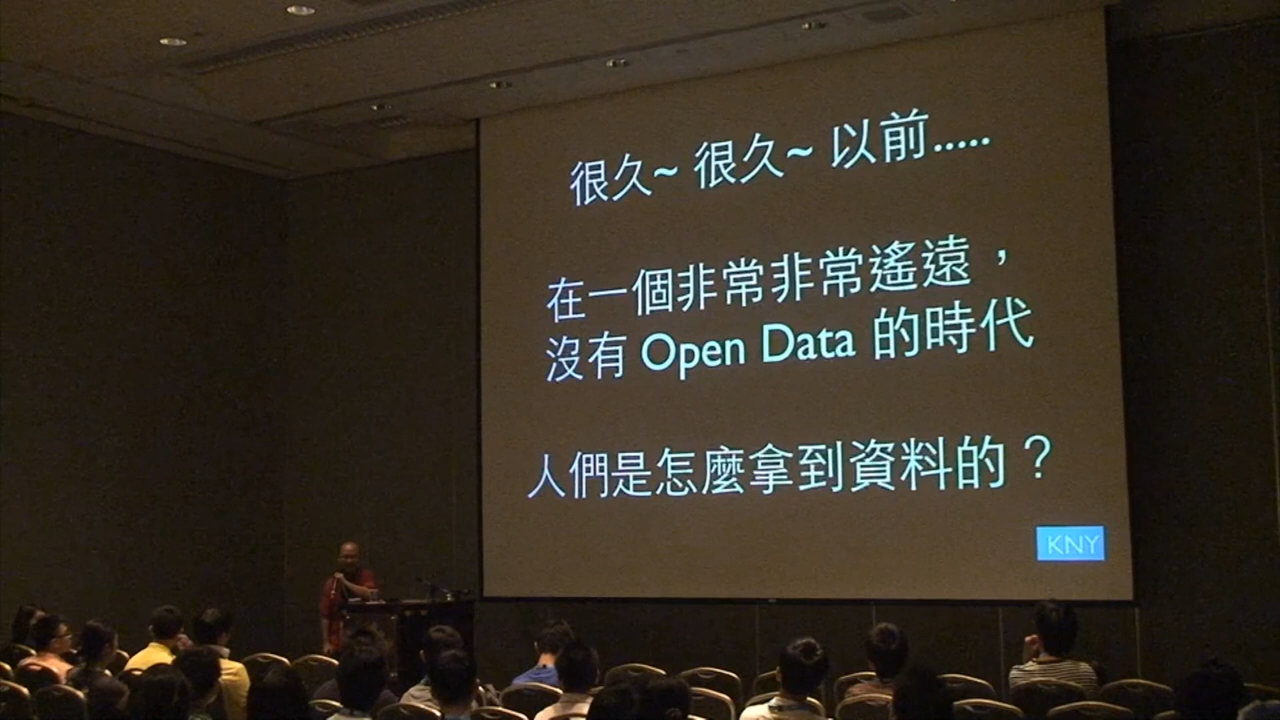 很久~ 很久~ 以前.....
在一個非常非常遙遠，
沒有 Open Data 的時代
人們是怎麼拿到資料的？
KNY